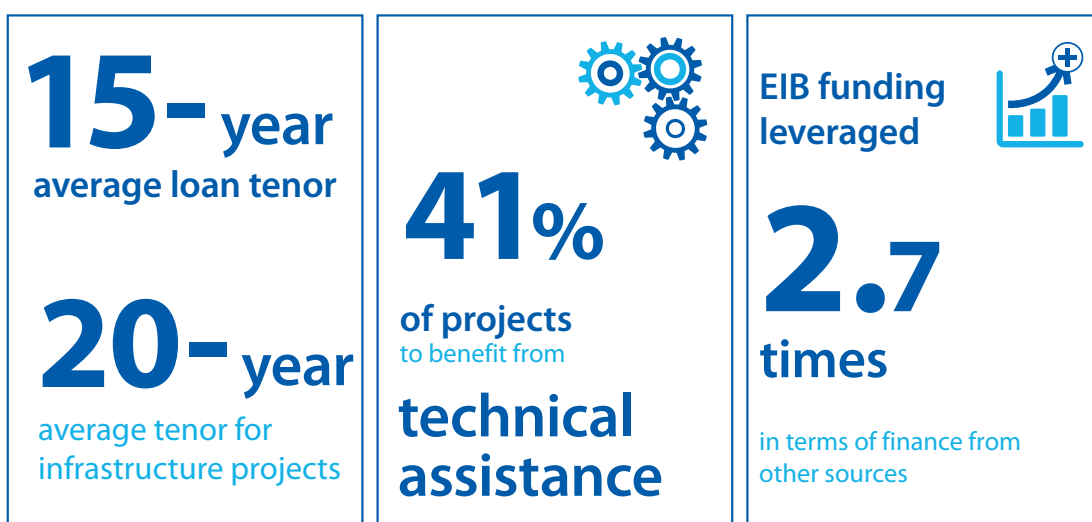 15- year
average loan tenor
20- year
average tenor for
infrastructure projects
41%
of projects
to benefit from
technical
assistance
EIB funding
leveraged
2.7
times
in terms of finance from
other sources